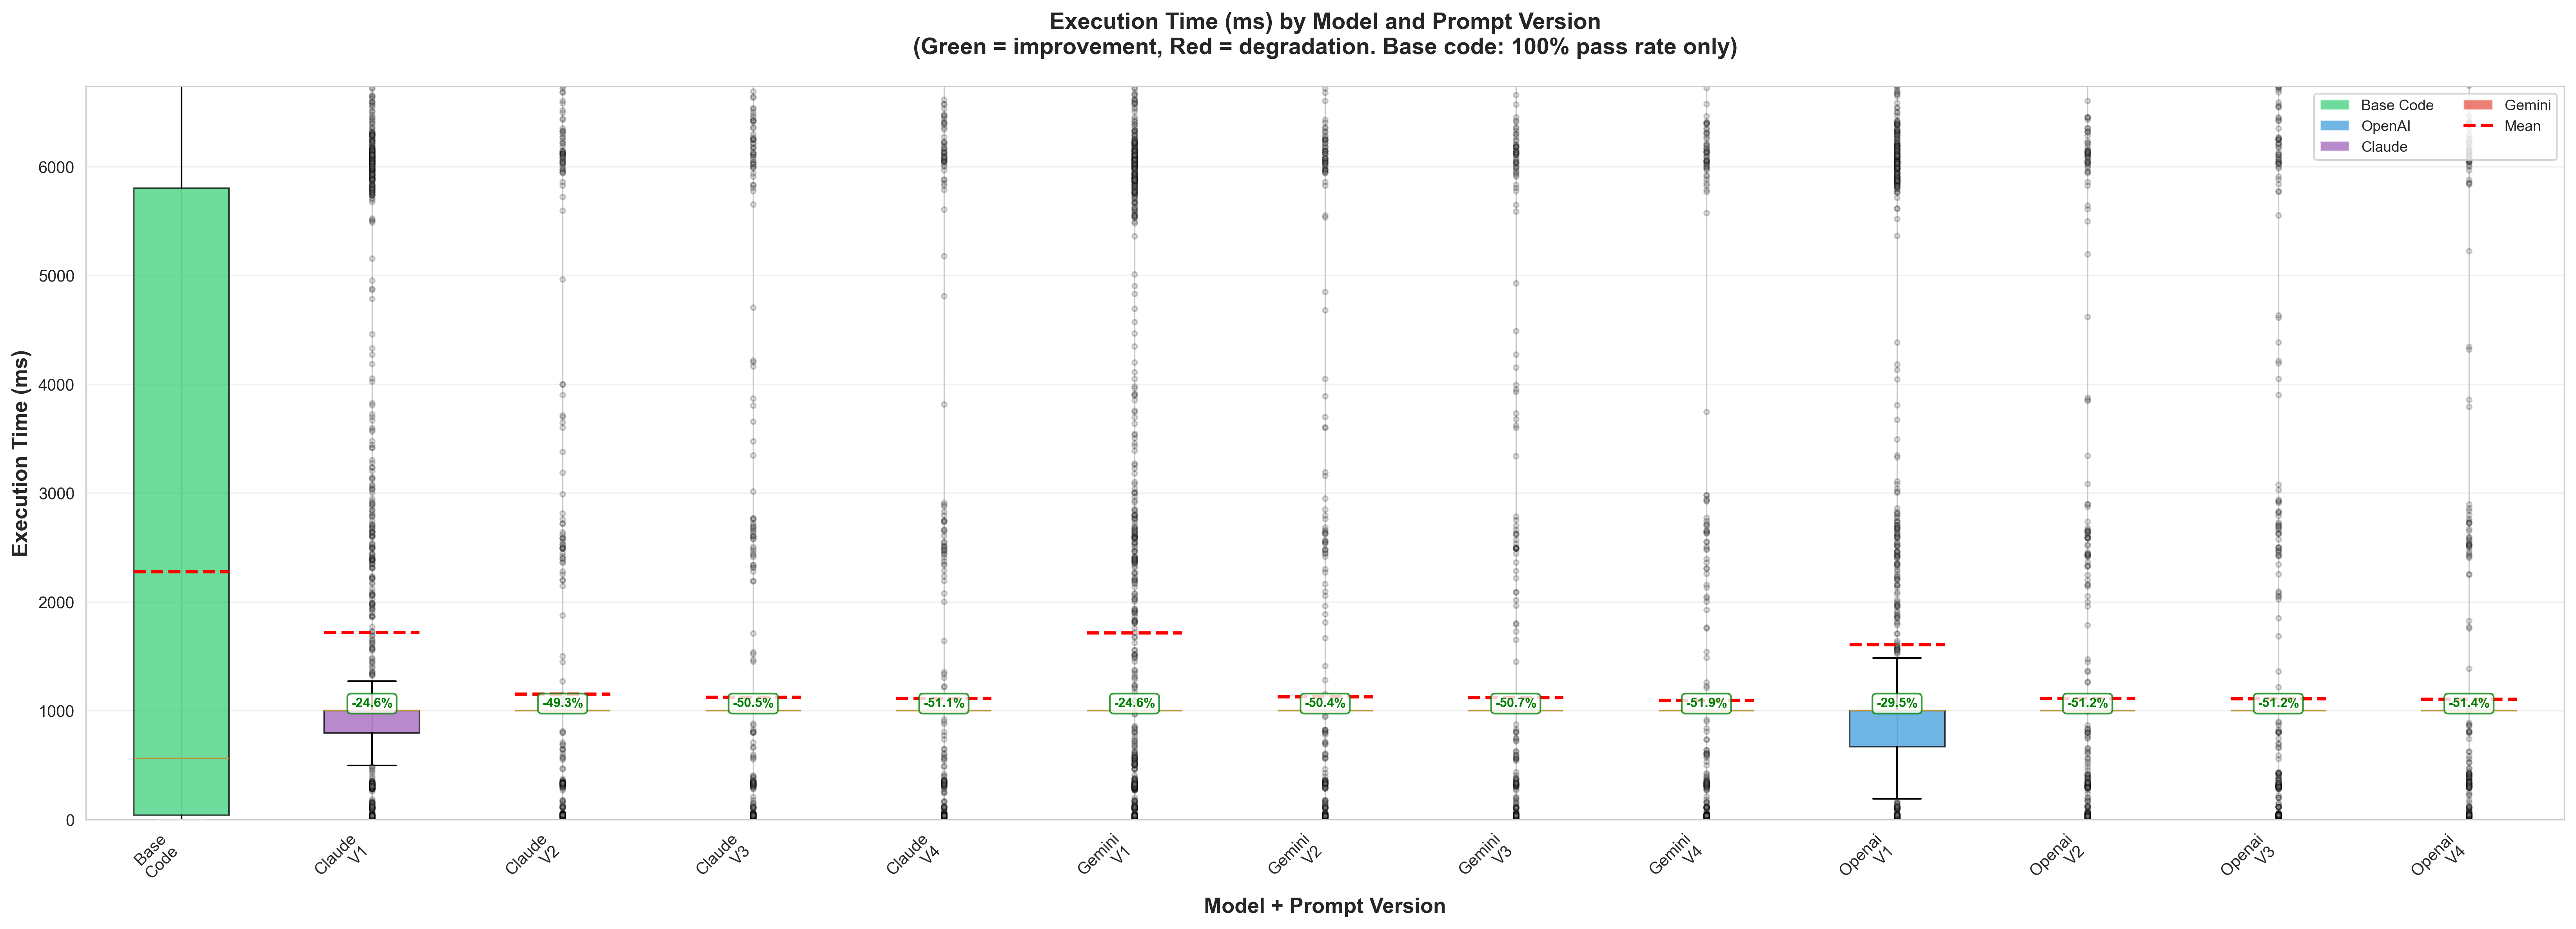 Execution Time (ms) by Model and Prompt Version
(Green = improvement, Red = degradation. Base code: 100% pass rate only)
Base Code
OpenAI
Claude
Gemini
Mean
Execution Time (ms)
6000
5000
4000
3000
2000
1000
0
-24.6%
-49.3%
-50.5%
-51.1%
-24.6%
-50.4%
-50.7%
-51.9%
-29.5%
-51.2%
-51.2%
-51.4%
Base
Code
Claude
V1
Claude
V2
Claude
V3
Claude
V4
Gemini
V1
Gemini
V2
Gemini
V3
Gemini
V4
Openai
V1
Openai
V2
Openai
V3
Openai
V4
Model + Prompt Version